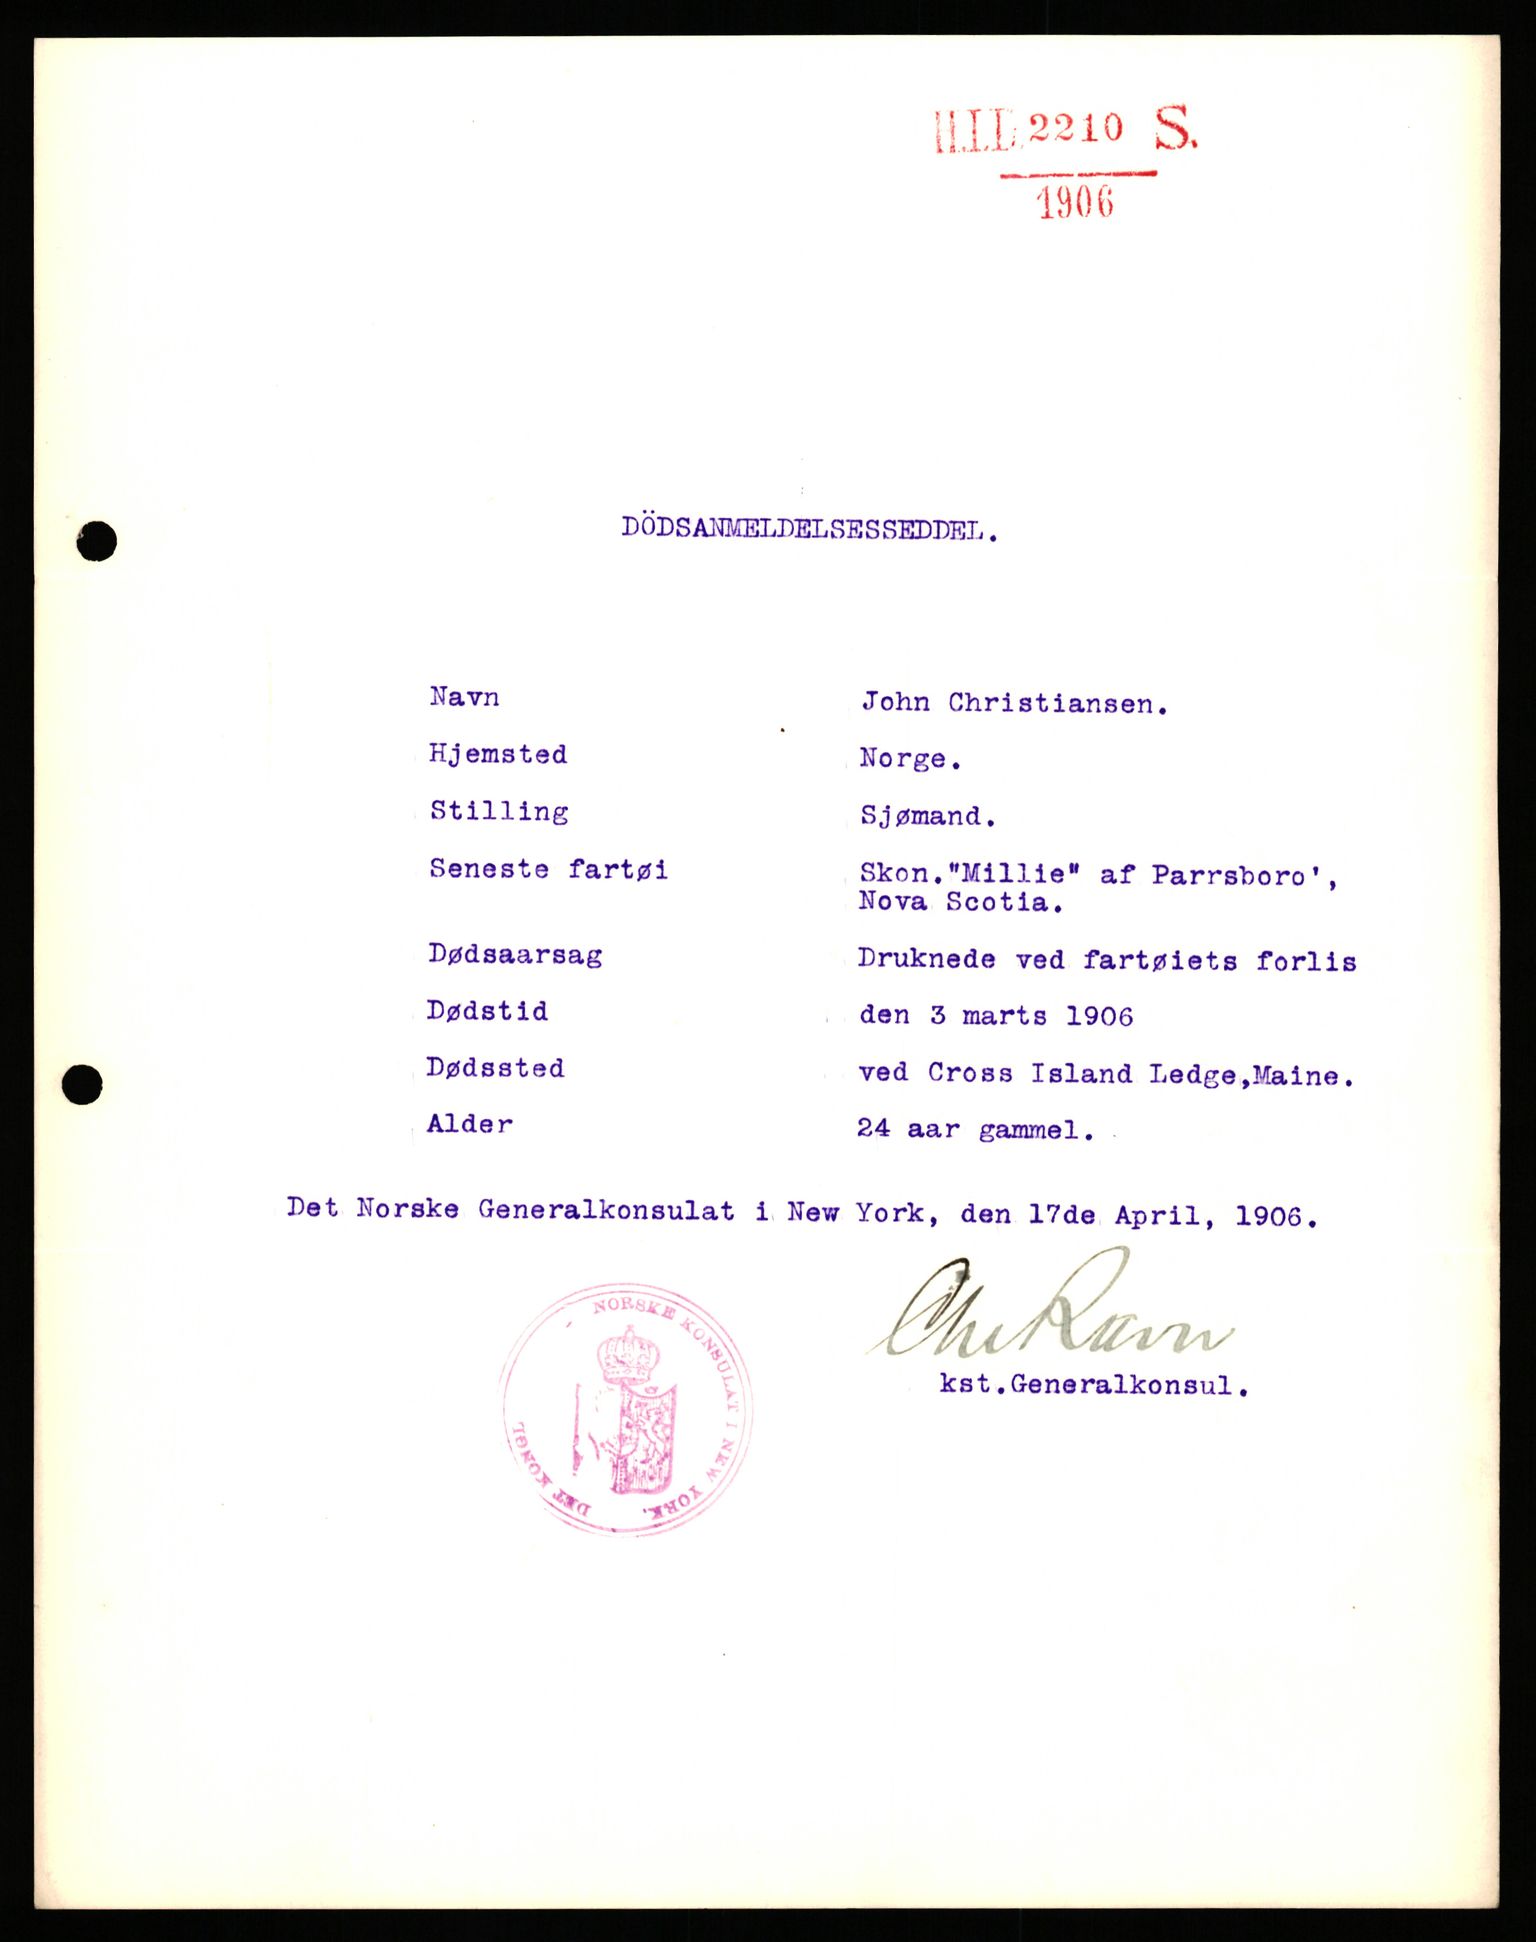 2210 S.
1906
DÖDSANMELDELSESSEDDEL.
Navn John Christiansen.
Hjemsted Norge.
Stilling Sjømand.
Seneste fartøi Skon."Millie" af Parrsboro',
Nova Scotia.
Dødsaarsag Druknede ved fartøiets forlis
Dødstid den 3 marts 1906
Dødssted ved Cross Island Ledge,Maine.
Alder 24 aar gammel.
Det Norske Generalkonsulat i New York, den 17de April, 1906.
Chr Ravn
kst.Generalkonsul.
DET KONGL NORSKE KONSULAT I NEW YORK.